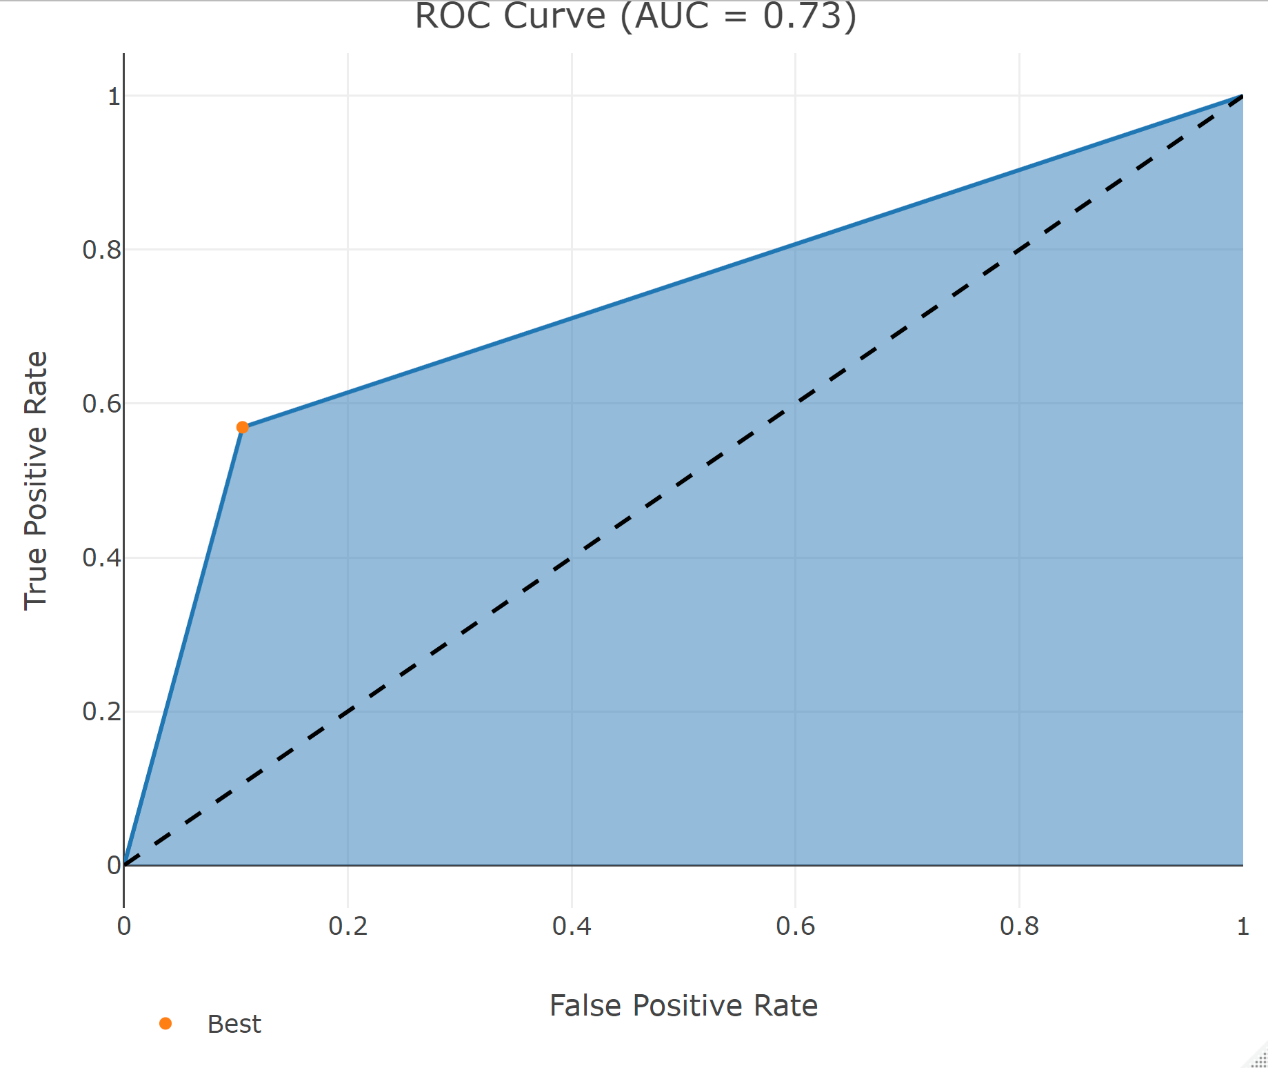 ROC Curve (AUC = 0.73)
1
0.8
0.6
0.4
0.2
0
True Positive Rate
0 0.2 0.4 0.6 0.8 1
False Positive Rate
Best